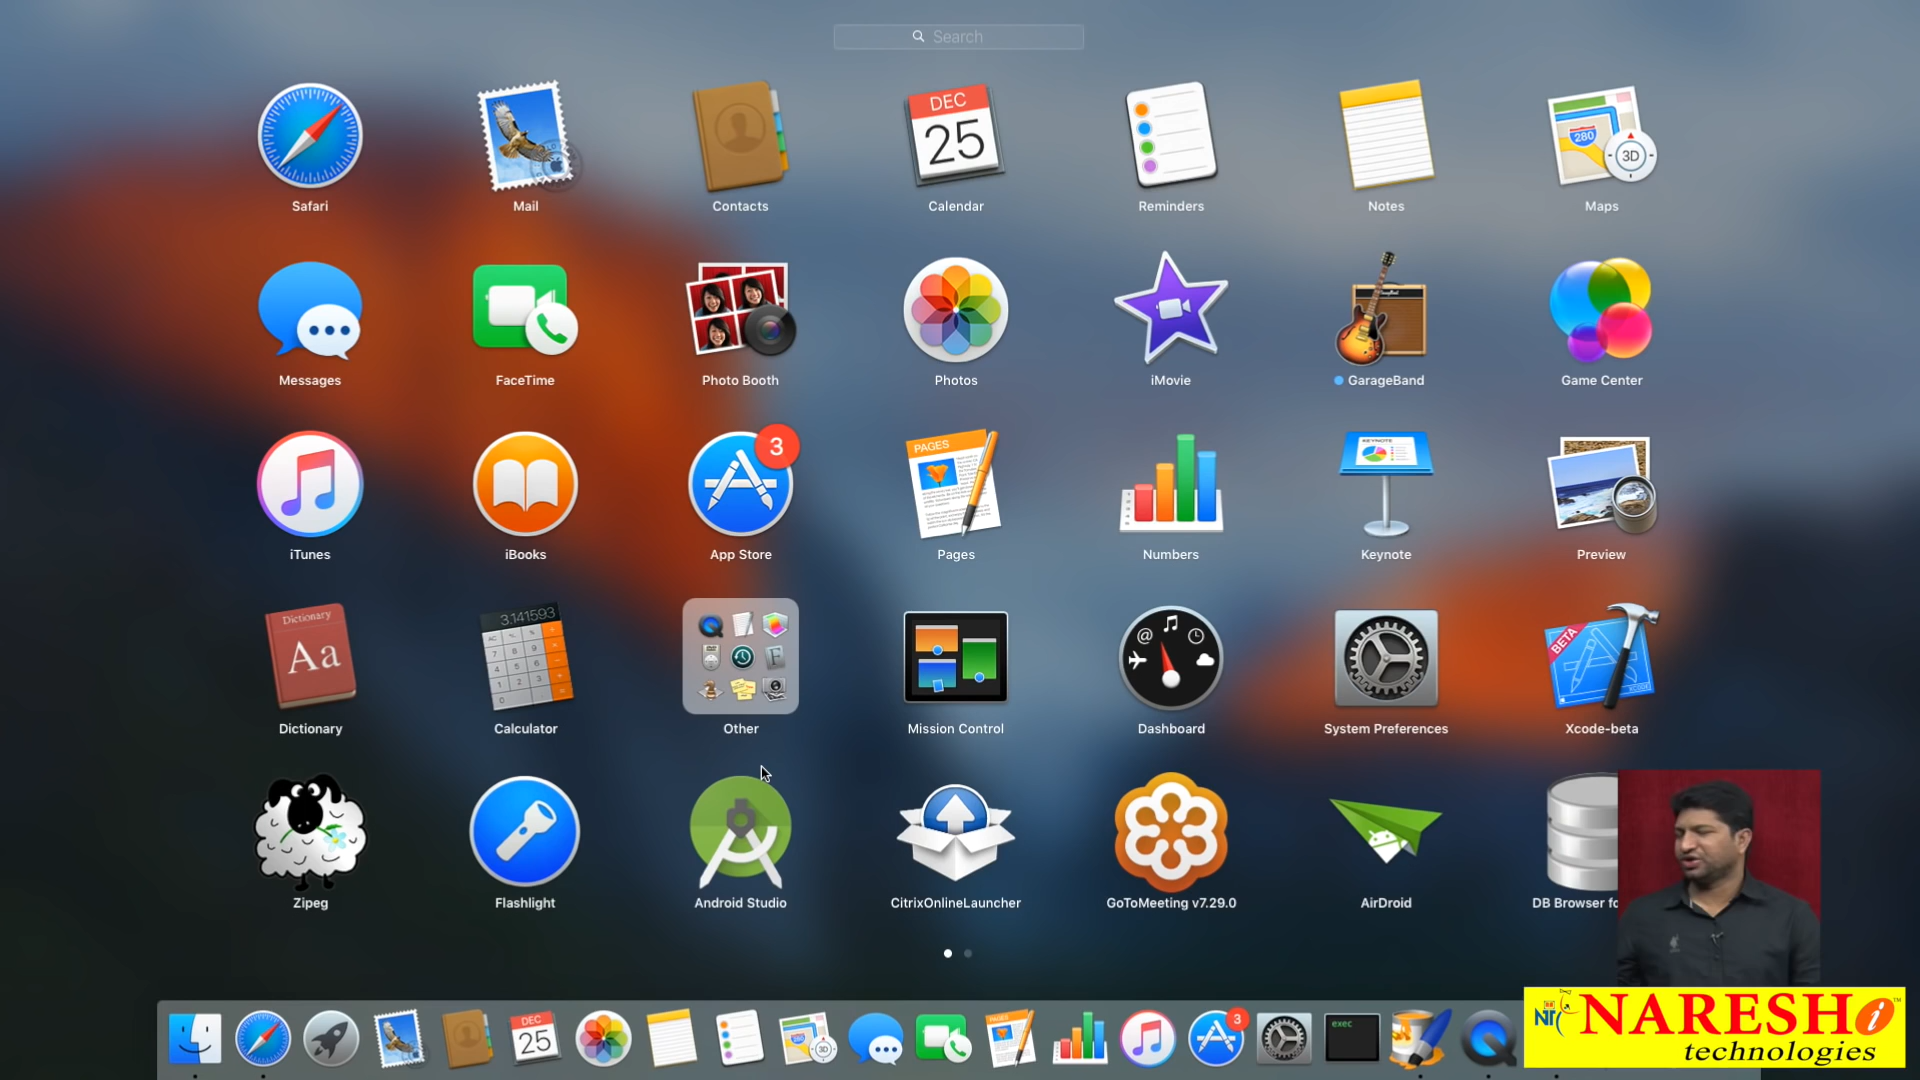 Search
DEC
25
280
3D
Safari
Mail
Contacts
Calendar
Reminders
Notes
Maps
Messages
FaceTime
Photo Booth
Photos
iMovie
GarageBand
Game Center
3
PAGES
KEYNOTE
iTunes
iBooks
App Store
Pages
Numbers
Keynote
Preview
Dictionary
Aa
3.141593
BETA
Dictionary
Calculator
Other
Mission Control
Dashboard
System Preferences
Xcode-beta
Zipeg
Flashlight
Android Studio
CitrixOnlineLauncher
GoToMeeting v7.29.0
AirDroid
DB Browser fo
DEC
25
3D
PAGES
3
exec
NARESH i
technologies